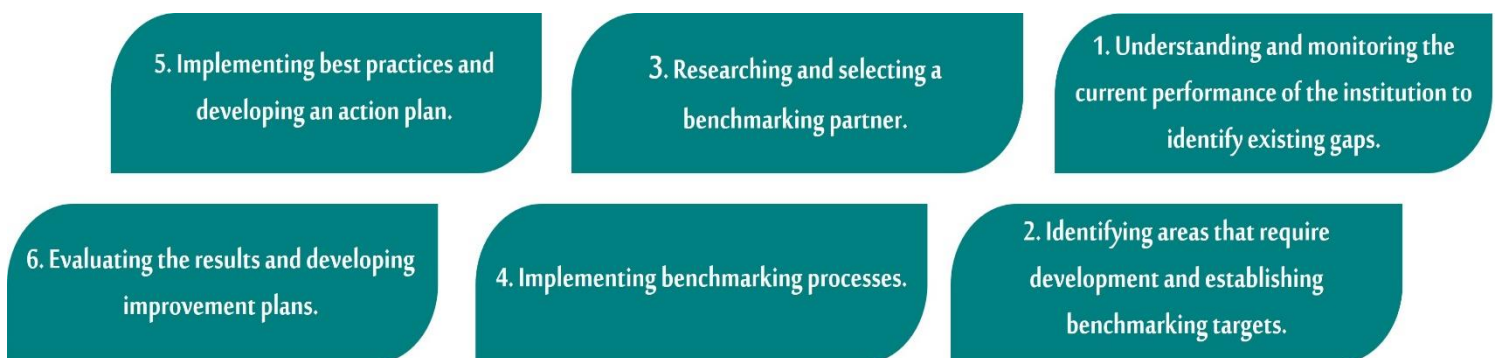 5. Implementing best practices and
developing an action plan.
3. Researching and selecting a
benchmarking partner.
1. Understanding and monitoring the
current performance of the institution to
identify existing gaps.
6. Evaluating the results and developing
improvement plans.
4. Implementing benchmarking processes.
2. Identifying areas that require
development and establishing
benchmarking targets.